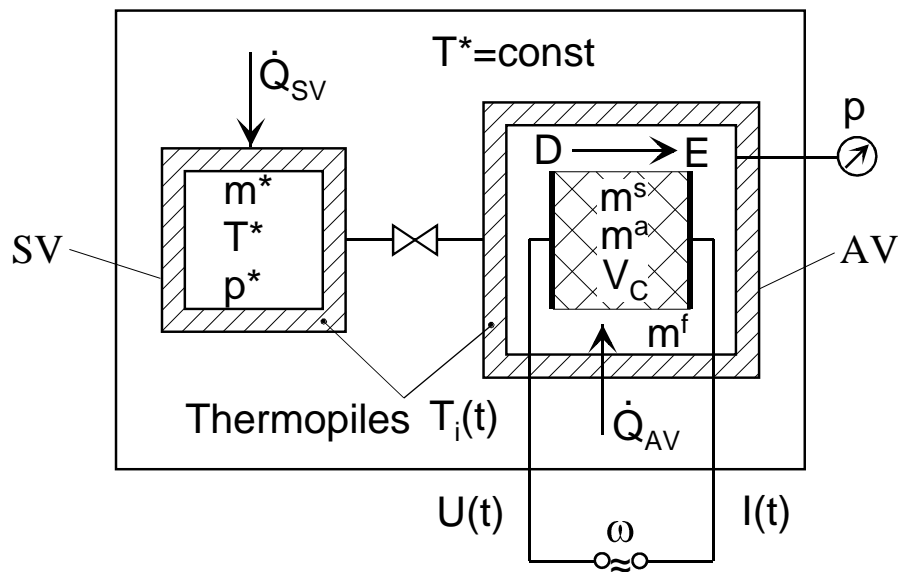 T*=const
Q̇SV
p
D E
m*
T*
p*
mˢ
mᵃ
VC
SV
AV
mᶠ
Thermopiles Ti(t)
Q̇AV
U(t)
I(t)
ω
≈